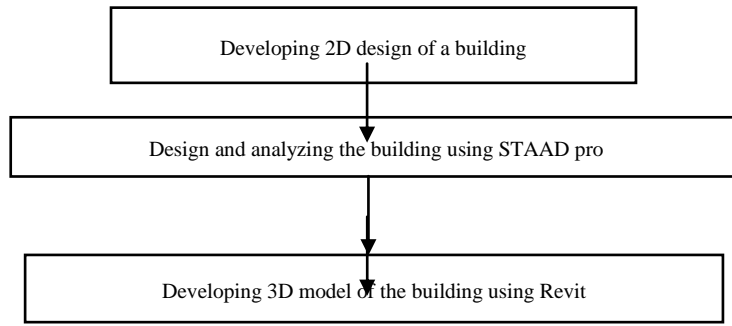 Developing 2D design of a building
Design and analyzing the building using STAAD pro
Developing 3D model of the building using Revit